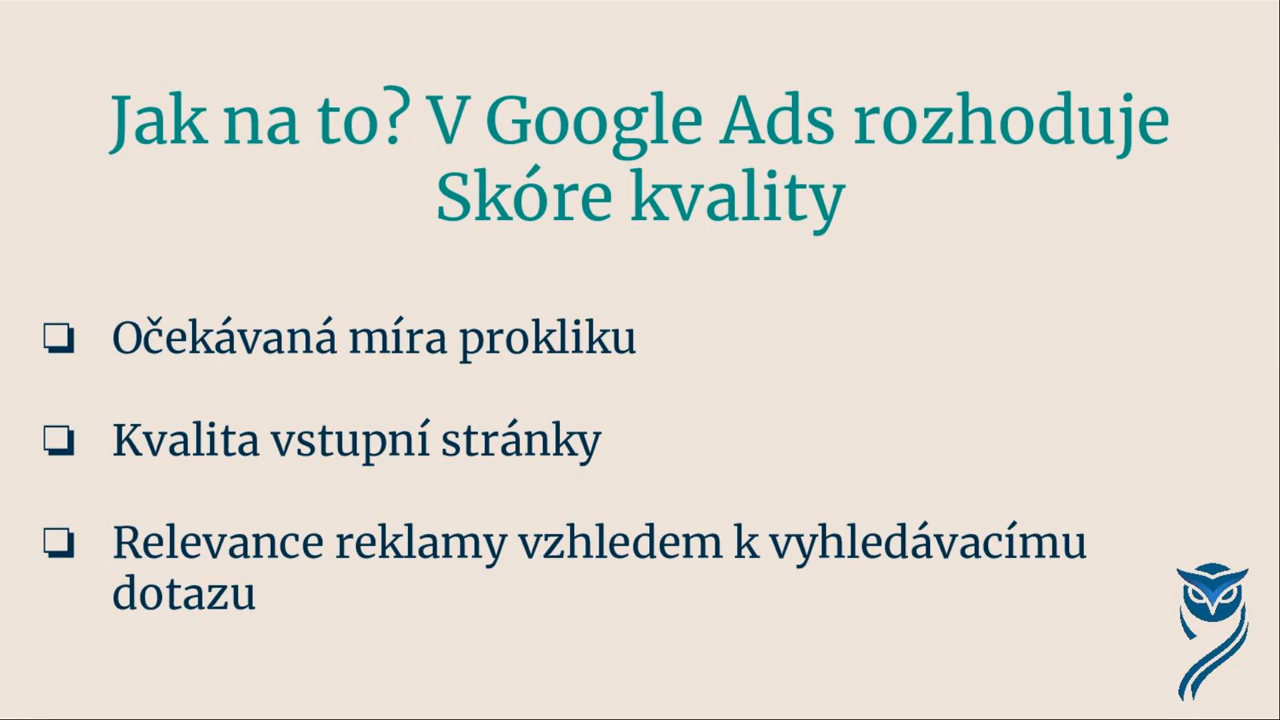 Jak na to? V Google Ads rozhoduje
Skóre kvality
❏ Očekávaná míra prokliku
❏ Kvalita vstupní stránky
❏ Relevance reklamy vzhledem k vyhledávacímu
dotazu